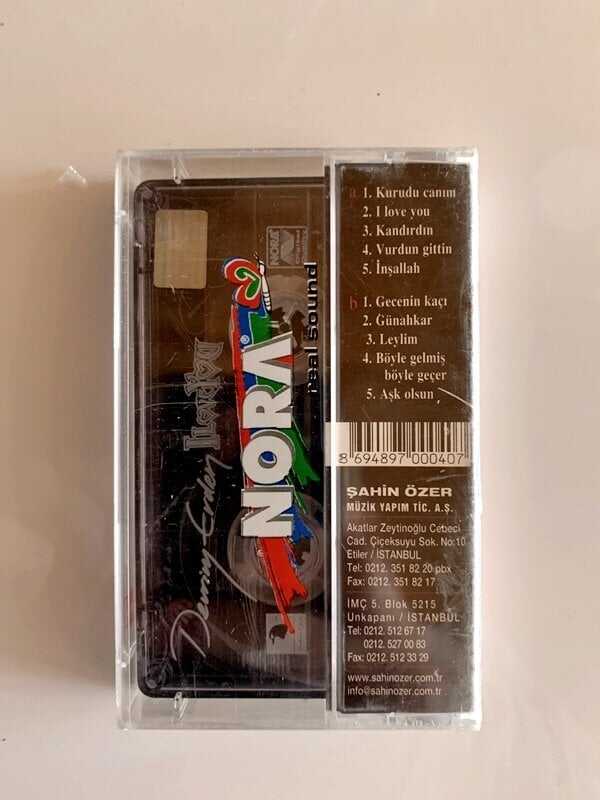 a 1. Kurudu canım
2. I love you
3. Kandırdın
4. Vurdun gittin
5. İnşallah
b 1. Gecenin kaçı
2. Günahkar
3. Leylim
4. Böyle gelmiş
böyle geçer
5. Aşk olsun
8 694897 000407
ŞAHİN ÖZER
MÜZİK YAPIM TİC. A.Ş.
Akatlar Zeytinoğlu Cebeci
Cad. Çiçeksuyu Sok. No:10
Etiler / İSTANBUL
Tel: 0212. 351 82 20 pbx
Fax: 0212. 351 82 17
İMÇ 5. Blok 5215
Unkapanı / İSTANBUL
Tel: 0212. 512 67 17
0212. 527 00 83
Fax: 0212. 512 33 29
www.sahinozer.com.tr
info@sahinozer.com.tr
NORA
real sound
NORA